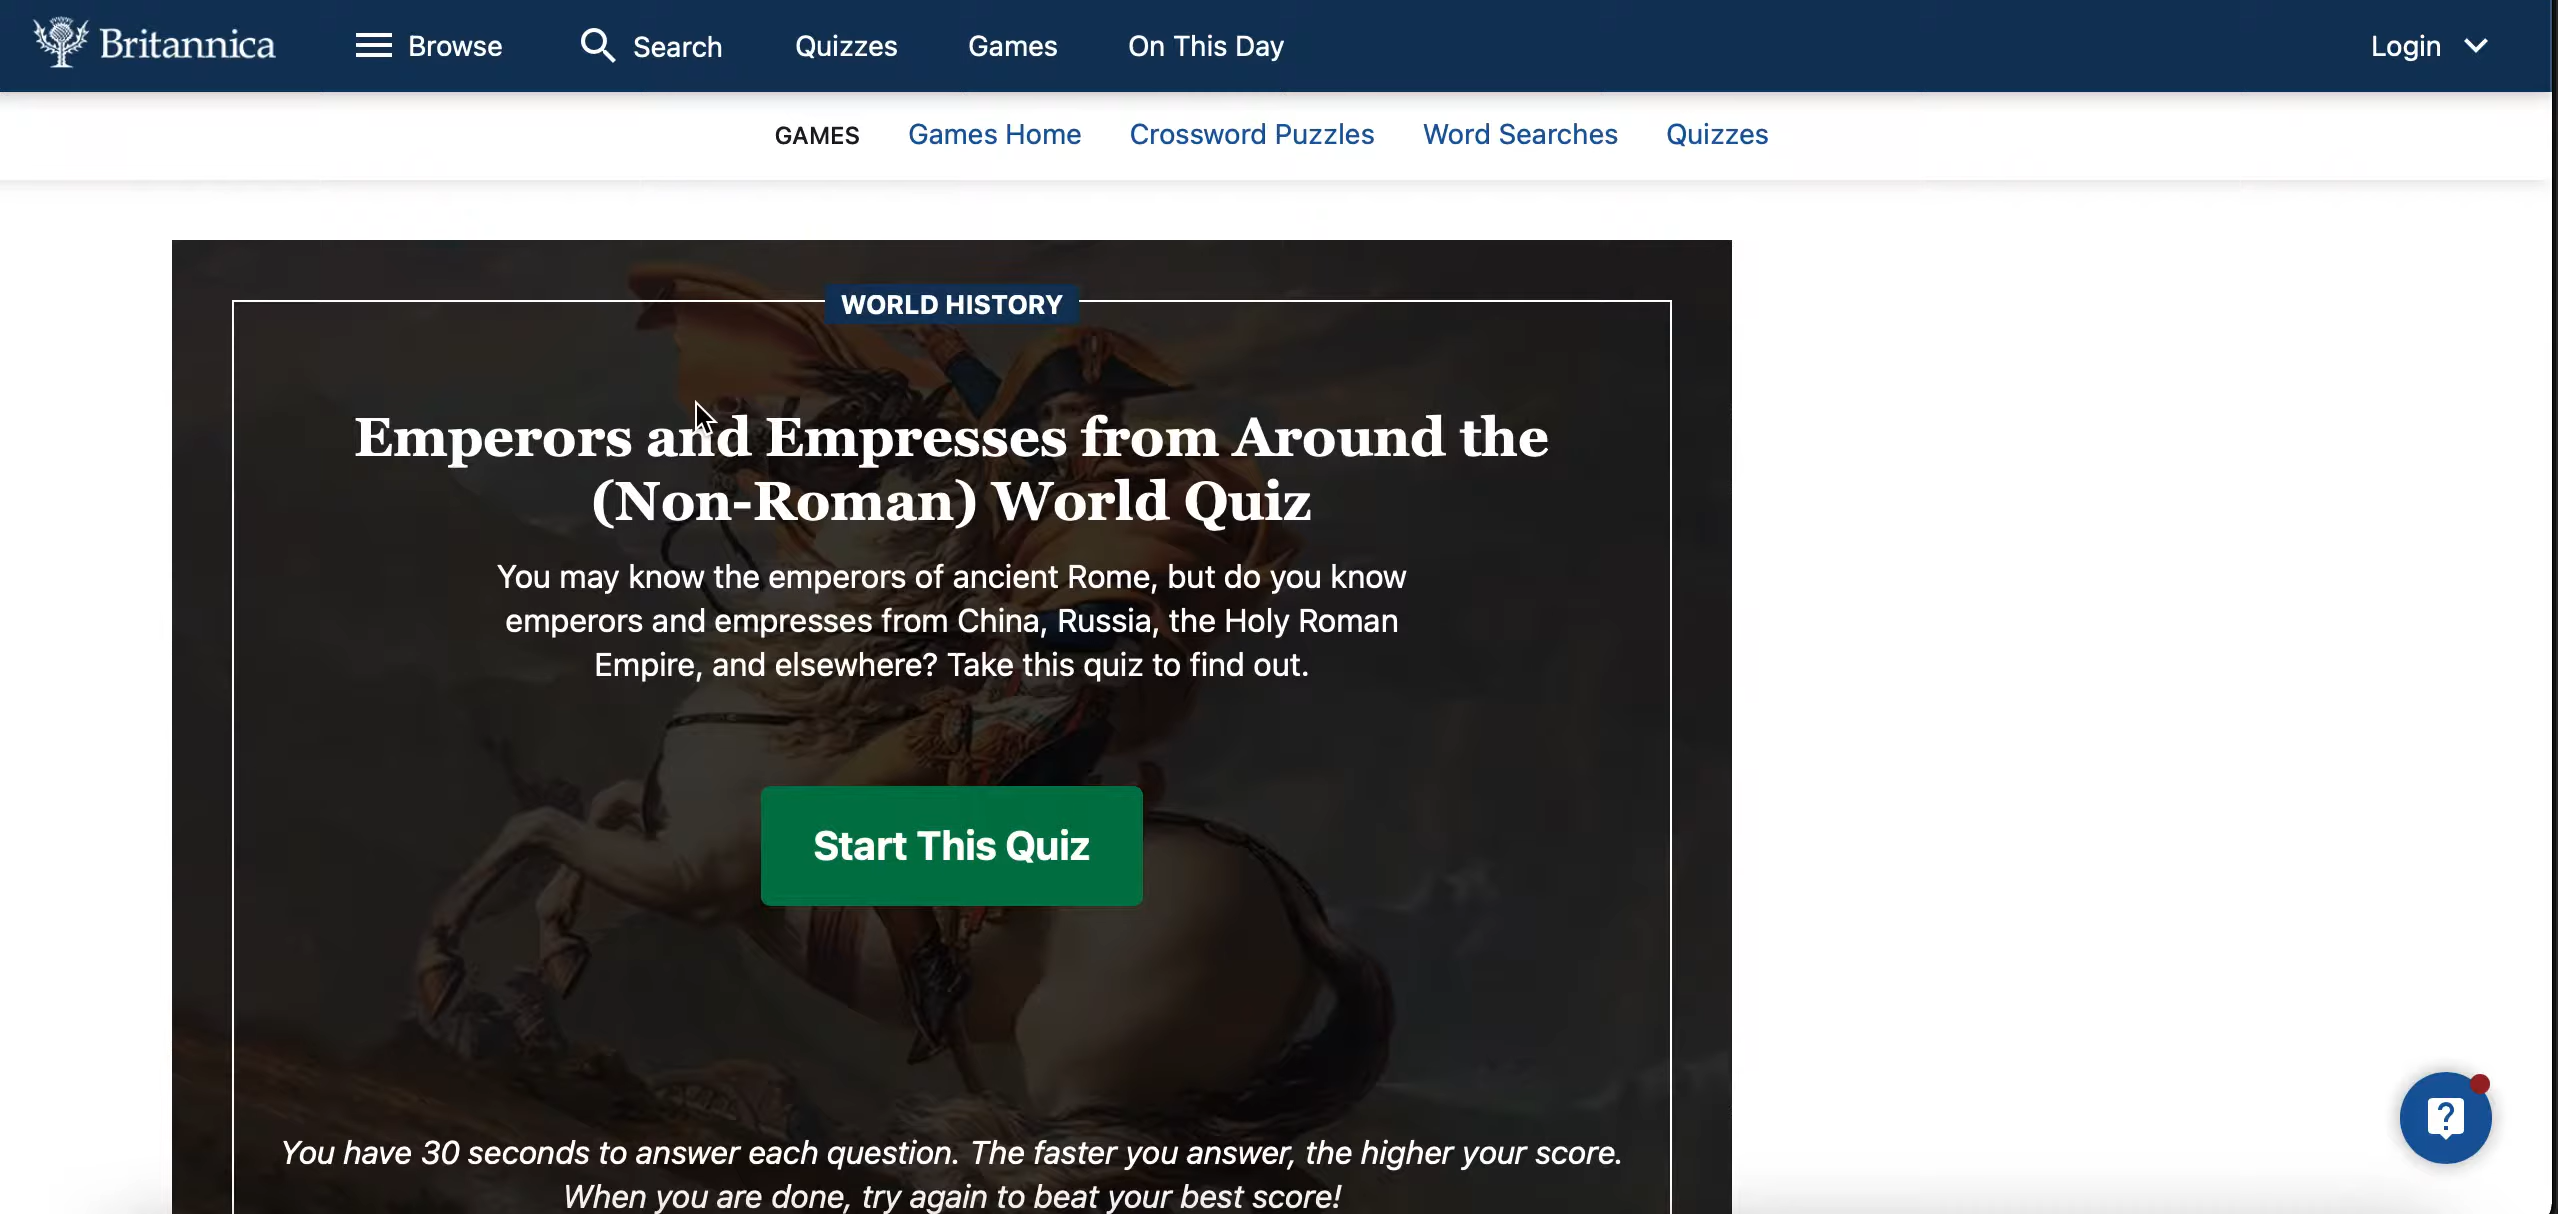 Britannica
Browse
Search
Quizzes
Games
On This Day
Login
GAMES
Games Home
Crossword Puzzles
Word Searches
Quizzes
WORLD HISTORY
Emperors and Empresses from Around the
(Non-Roman) World Quiz
You may know the emperors of ancient Rome, but do you know
emperors and empresses from China, Russia, the Holy Roman
Empire, and elsewhere? Take this quiz to find out.
Start This Quiz
You have 30 seconds to answer each question. The faster you answer, the higher your score.
When you are done, try again to beat your best score!
?